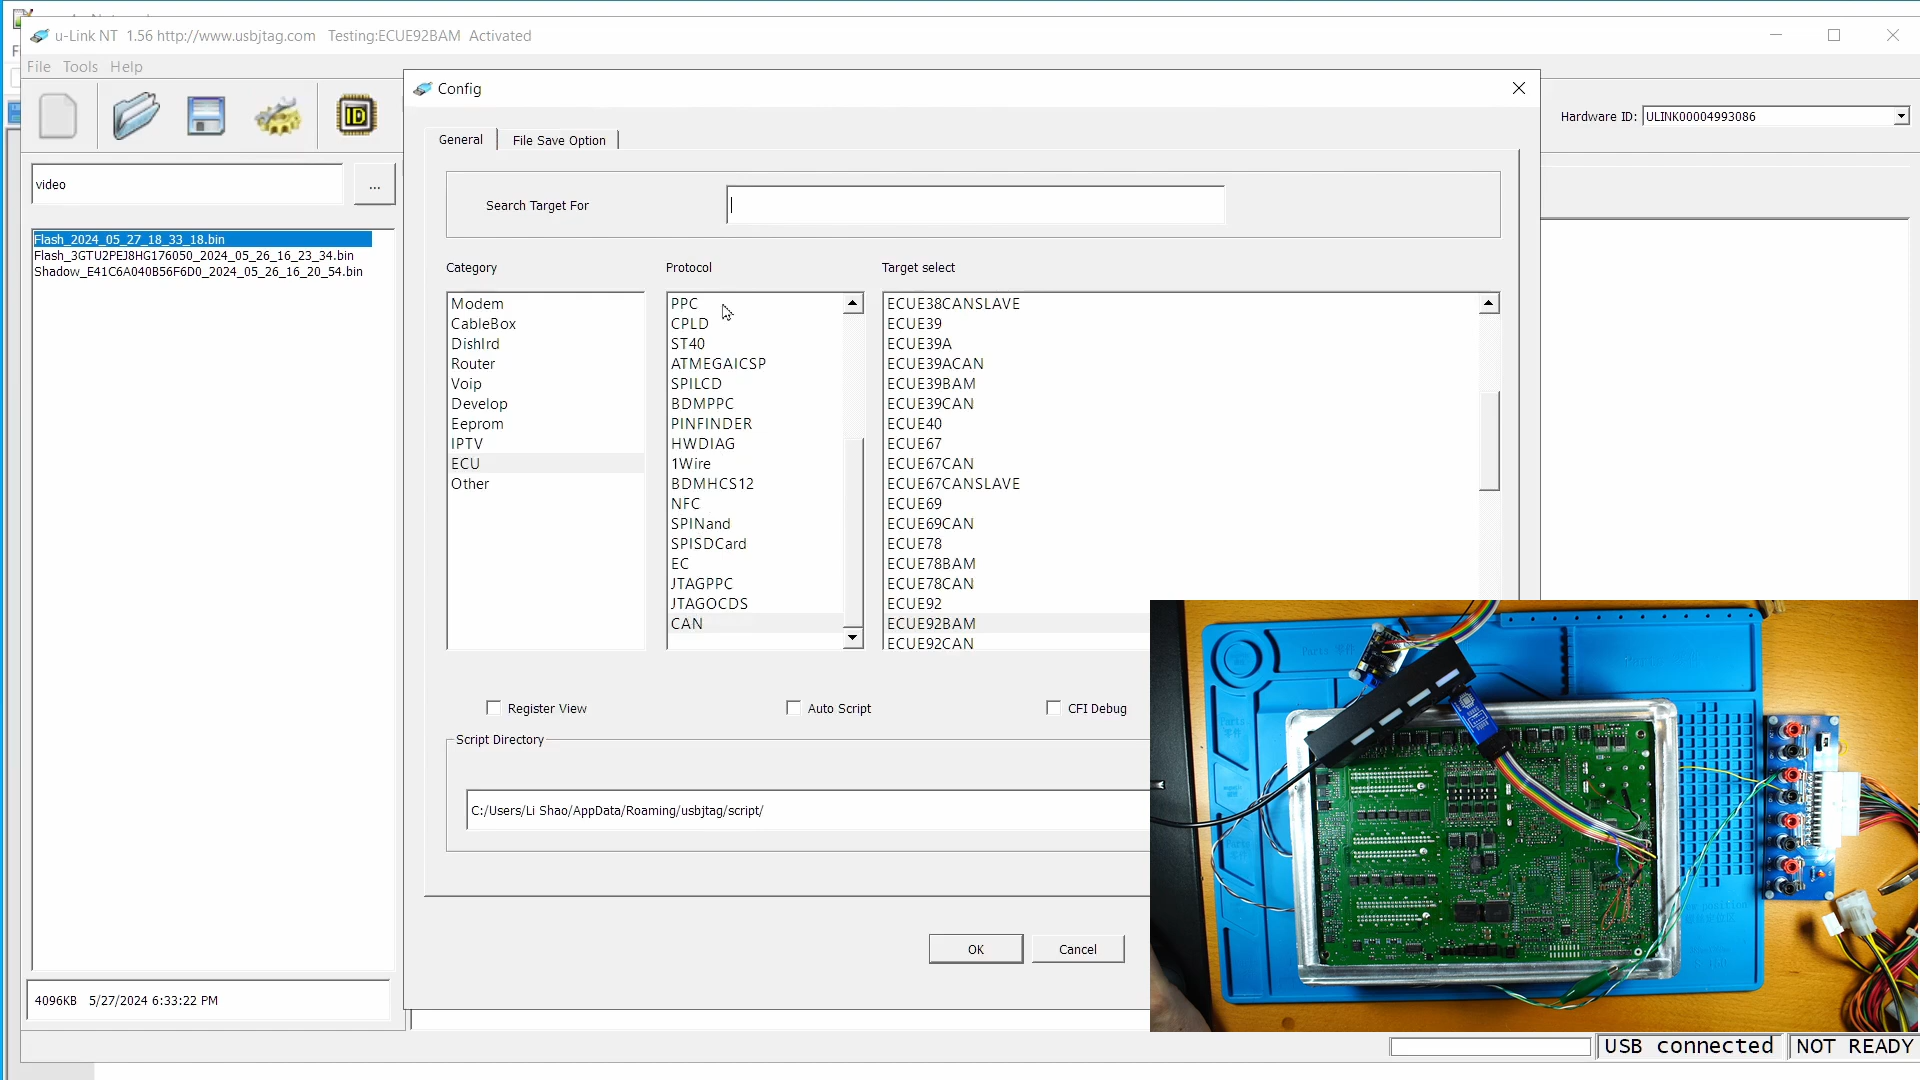 u-Link NT 1.56 http://www.usbjtag.com Testing:ECUE92BAM Activated
File Tools Help
Config
General
File Save Option
Hardware ID:
ULINK00004993086
ID
video
...
Search Target For
Flash_2024_05_27_18_33_18.bin
Flash_3GTU2PEJ8HG176050_2024_05_26_16_23_34.bin
Shadow_E41C6A040B56F6D0_2024_05_26_16_20_54.bin
Category
Modem
CableBox
DishIrd
Router
Voip
Develop
Eeprom
IPTV
ECU
Other
Protocol
PPC
CPLD
ST40
ATMEGAICSP
SPILCD
BDMPPC
PINFINDER
HWDIAG
1Wire
BDMHCS12
NFC
SPINand
SPISDCard
EC
JTAGPPC
JTAGOCDS
CAN
Target select
ECUE38CANSLAVE
ECUE39
ECUE39A
ECUE39ACAN
ECUE39BAM
ECUE39CAN
ECUE40
ECUE67
ECUE67CAN
ECUE67CANSLAVE
ECUE69
ECUE69CAN
ECUE78
ECUE78BAM
ECUE78CAN
ECUE92
ECUE92BAM
ECUE92CAN
Register View
Auto Script
CFI Debug
Script Directory
C:/Users/Li Shao/AppData/Roaming/usbjtag/script/
OK
Cancel
4096KB 5/27/2024 6:33:22 PM
USB connected
NOT READY